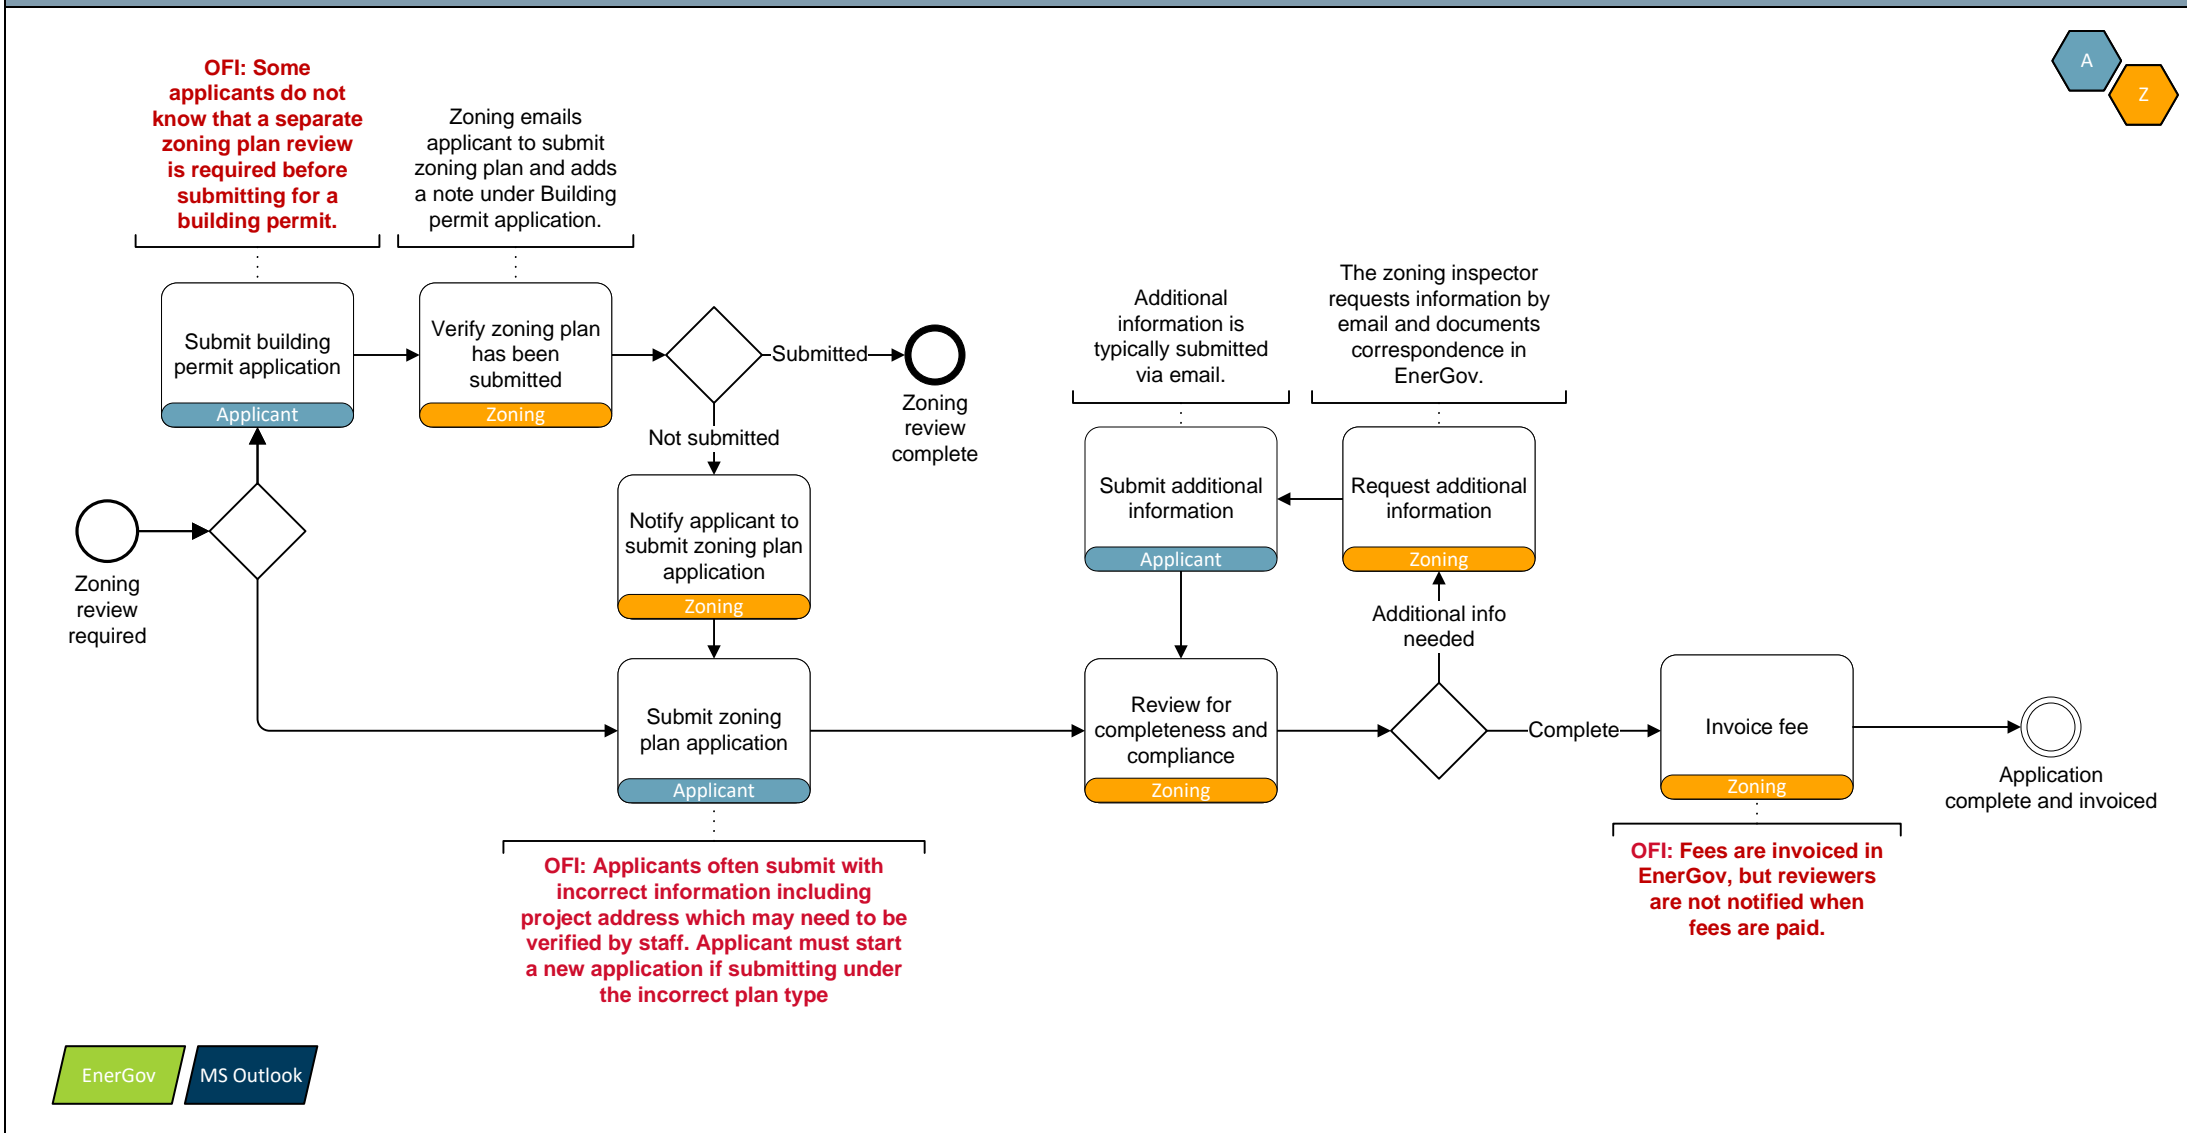 OFI: Some
applicants do not
know that a separate
zoning plan review
is required before
submitting for a
building permit.
Zoning emails
applicant to submit
zoning plan and adds
a note under Building
permit application.
A
Z
Submit building
permit application
Applicant
Verify zoning plan
has been
submitted
Zoning
Submitted
Zoning
review
complete
Not submitted
Zoning
review
required
Notify applicant to
submit zoning plan
application
Zoning
Submit zoning
plan application
Applicant
OFI: Applicants often submit with
incorrect information including
project address which may need to be
verified by staff. Applicant must start
a new application if submitting under
the incorrect plan type
Additional
information is
typically submitted
via email.
The zoning inspector
requests information by
email and documents
correspondence in
EnerGov.
Submit additional
information
Applicant
Request additional
information
Zoning
Additional info
needed
Review for
completeness and
compliance
Zoning
Complete
Invoice fee
Zoning
Application
complete and invoiced
OFI: Fees are invoiced in
EnerGov, but reviewers
are not notified when
fees are paid.
EnerGov
MS Outlook